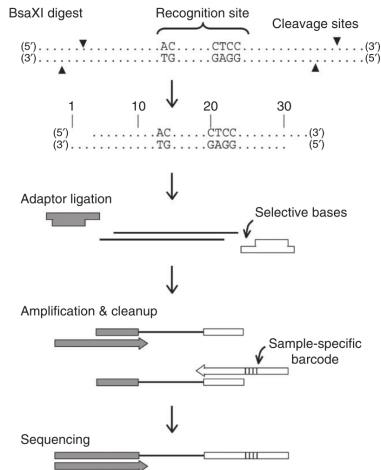 BsaXI digest
Recognition site
Cleavage sites
(5′)..................AC.....CTCC..................(3′)
(3′)..................TG.....GAGG..................(5′)
1 10 20 30
(5′) .........AC.....CTCC..........(3′)
(3′)............TG.....GAGG....... (5′)
Adaptor ligation
Selective bases
Amplification & cleanup
Sample-specific
barcode
Sequencing